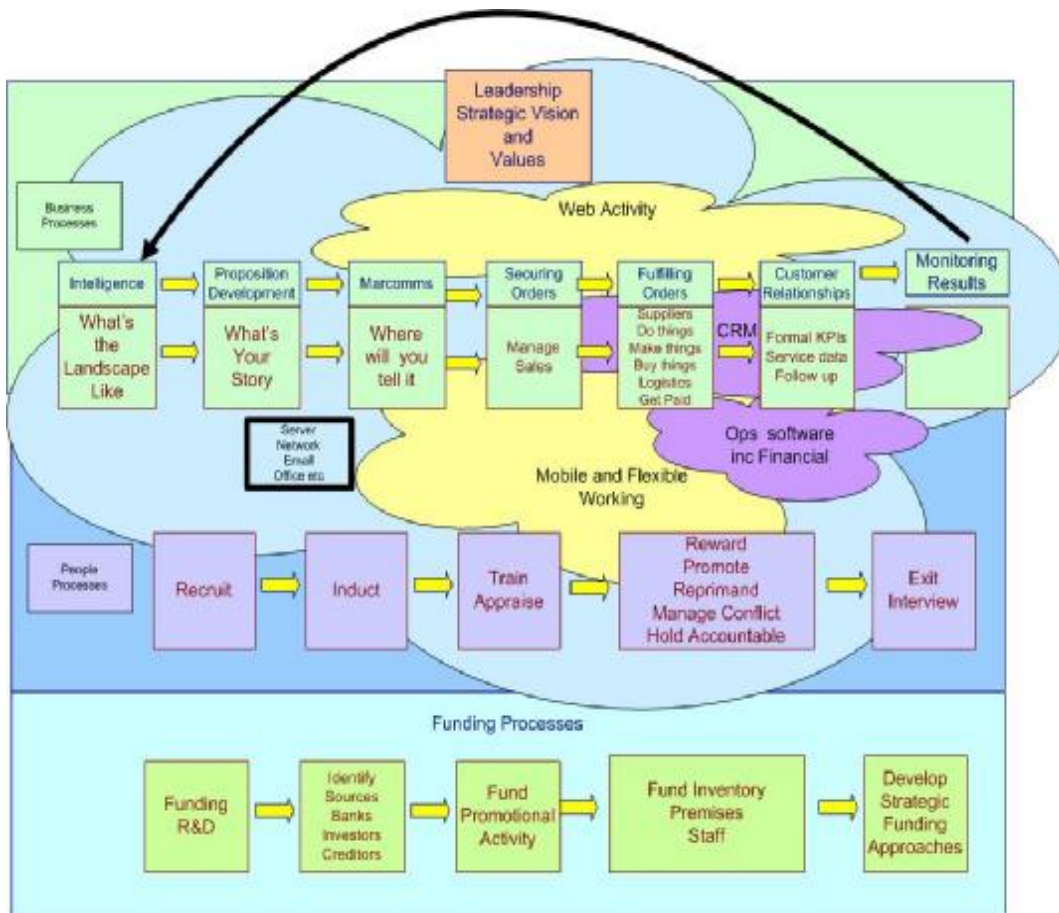 Leadership
Strategic Vision
and
Values
Business
Processes
Web Activity
Intelligence
Proposition
Development
Marcomms
Securing
Orders
Fulfilling
Orders
Customer
Relationships
Monitoring
Results
What's
the
Landscape
Like
What's
Your
Story
Where
will you
tell it
Manage
Sales
Suppliers
Do things
Make things
Buy things
Logistics
Get Paid
CRM
Formal KPIs
Service data
Follow up
Server
Network
Email
Office etc
Ops software
inc Financial
Mobile and Flexible
Working
People
Processes
Recruit
Induct
Train
Appraise
Reward
Promote
Reprimand
Manage Conflict
Hold Accountable
Exit
Interview
Funding Processes
Funding
R&D
Identify
Sources
Banks
Investors
Creditors
Fund
Promotional
Activity
Fund Inventory
Premises
Staff
Develop
Strategic
Funding
Approaches